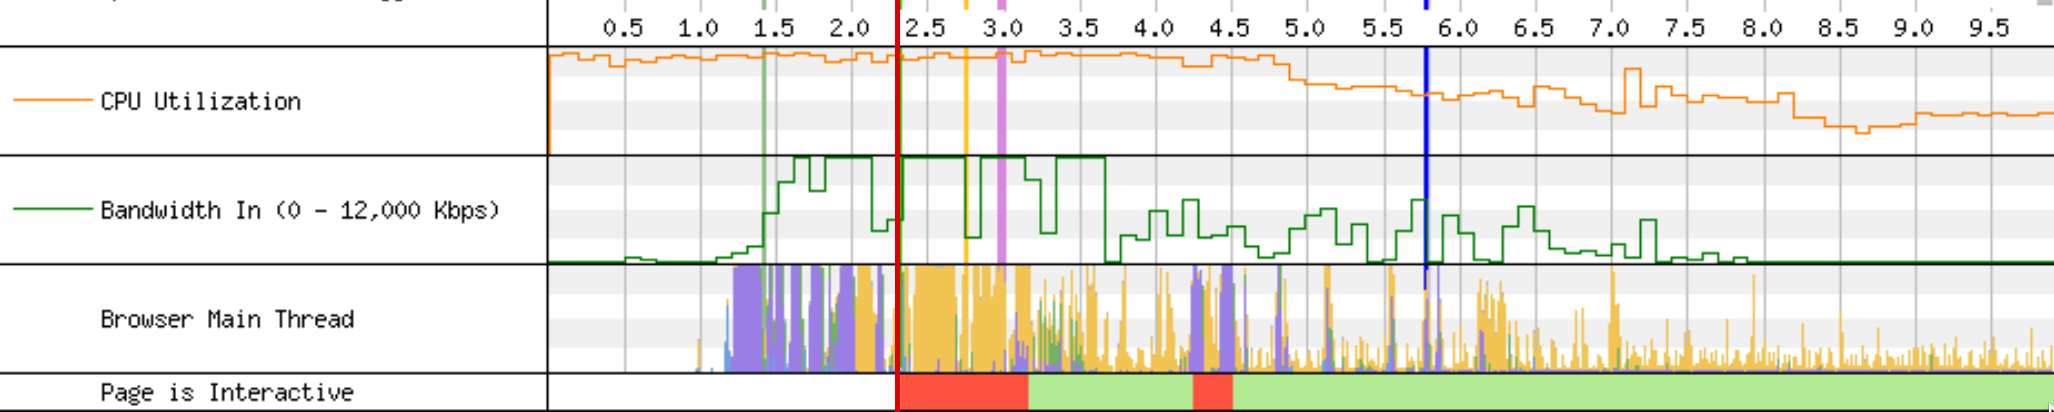 0.5 1.0 1.5 2.0 2.5 3.0 3.5 4.0 4.5 5.0 5.5 6.0 6.5 7.0 7.5 8.0 8.5 9.0 9.5
CPU Utilization
Bandwidth In (0 - 12,000 Kbps)
Browser Main Thread
Page is Interactive